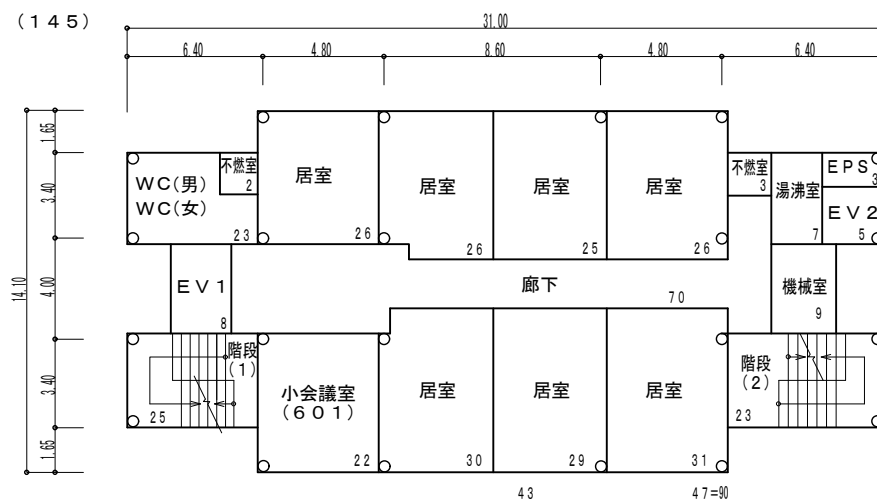 (145)
31.00
6.40 4.80 8.60 4.80 6.40
1.65
3.40
4.00
3.40
1.65
14.10
WC(男)
WC(女)
23
不燃室
2
居室
26
居室
26
居室
25
居室
26
不燃室
3
湯沸室
7
EPS
3
EV2
5
EV1
8
廊下
70
機械室
9
階段
(1)
25
小会議室
(601)
22
居室
30
居室
29
居室
31
階段
(2)
23
43
47=90